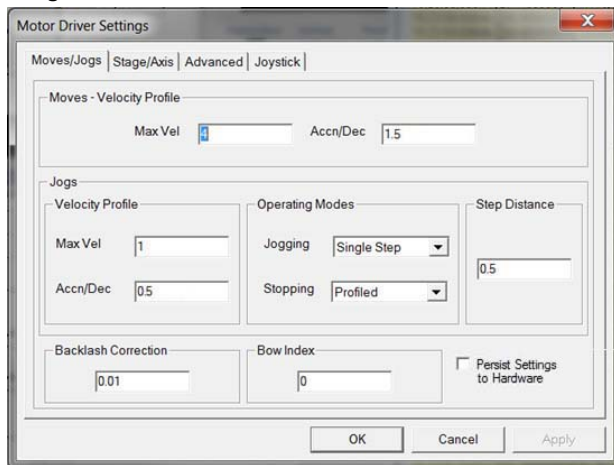 Motor Driver Settings
Moves/Jogs Stage/Axis Advanced Joystick
Moves - Velocity Profile
Max Vel 4 Accn/Dec 1.5
Jogs
Velocity Profile Operating Modes Step Distance
Max Vel 1 Jogging Single Step
0.5
Accn/Dec 0.5 Stopping Profiled
Backlash Correction Bow Index
Persist Settings
to Hardware
0.01 0
OK Cancel Apply